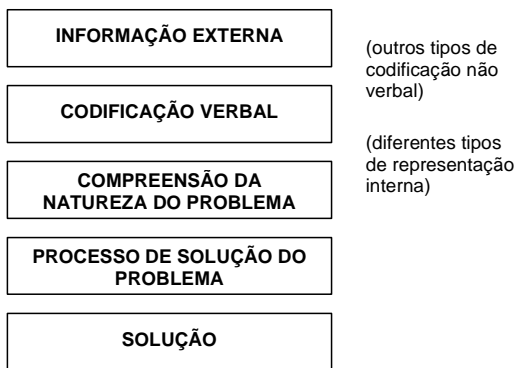 INFORMAÇÃO EXTERNA
(outros tipos de
codificação não
verbal)
CODIFICAÇÃO VERBAL
(diferentes tipos
de representação
interna)
COMPREENSÃO DA
NATUREZA DO PROBLEMA
PROCESSO DE SOLUÇÃO DO
PROBLEMA
SOLUÇÃO